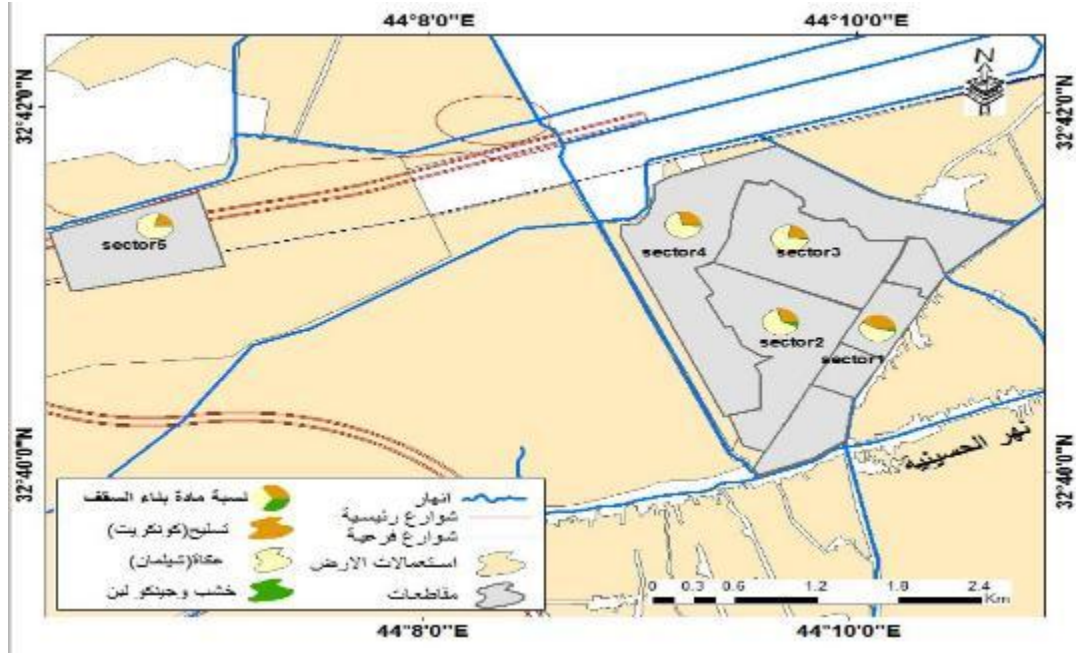 44°8'0"E
44°10'0"E
N
32°42'0"N
32°42'0"N
sector5
sector4
sector3
sector2
sector1
نهر الحسينية
32°40'0"N
32°40'0"N
نسبة مادة بناء السقف
تسليح(كونكريت)
عكادة(شيلمان)
خشب وجينكو لبن
انهار
شوارع رئيسية
شوارع فرعية
استعمالات الارض
مقاطعات
0 0.3 0.6 1.2 1.8 2.4
Km
44°8'0"E
44°10'0"E